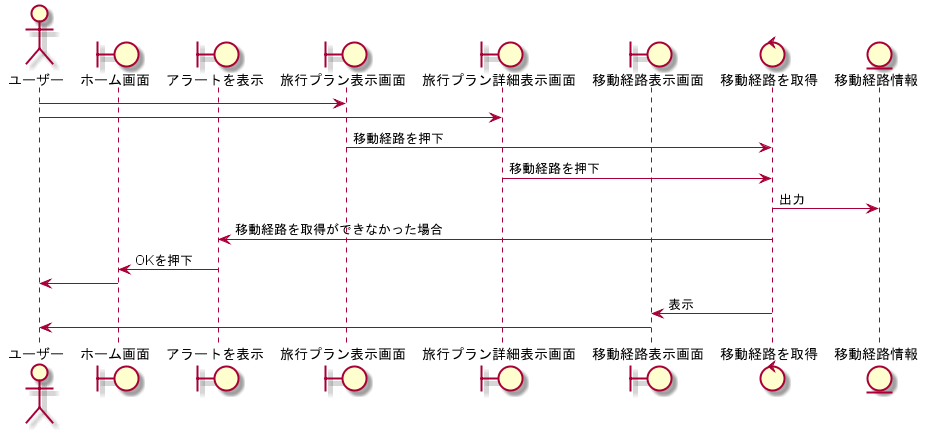 ユーザー ホーム画面 アラートを表示 旅行プラン表示画面 旅行プラン詳細表示画面 移動経路表示画面 移動経路を取得 移動経路情報
移動経路を押下
移動経路を押下
出力
移動経路を取得ができなかった場合
OKを押下
表示
ユーザー ホーム画面 アラートを表示 旅行プラン表示画面 旅行プラン詳細表示画面 移動経路表示画面 移動経路を取得 移動経路情報